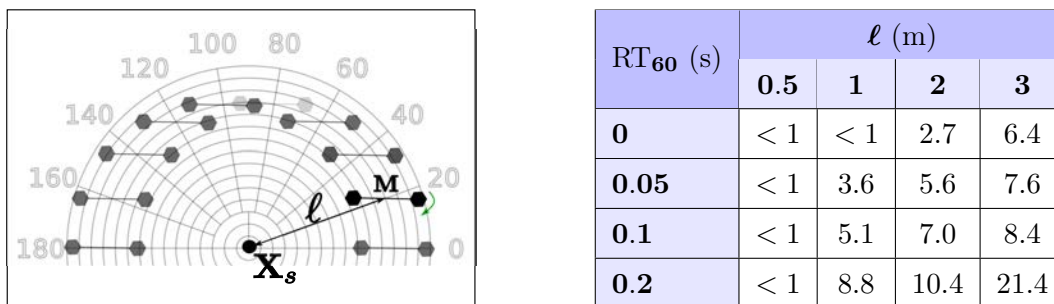 100 80
120 60
140 40
160 20
M
ℓ
180 0
X_s
RT60 (s) ℓ (m)
0.5 1 2 3
0 < 1 < 1 2.7 6.4
0.05 < 1 3.6 5.6 7.6
0.1 < 1 5.1 7.0 8.4
0.2 < 1 8.8 10.4 21.4